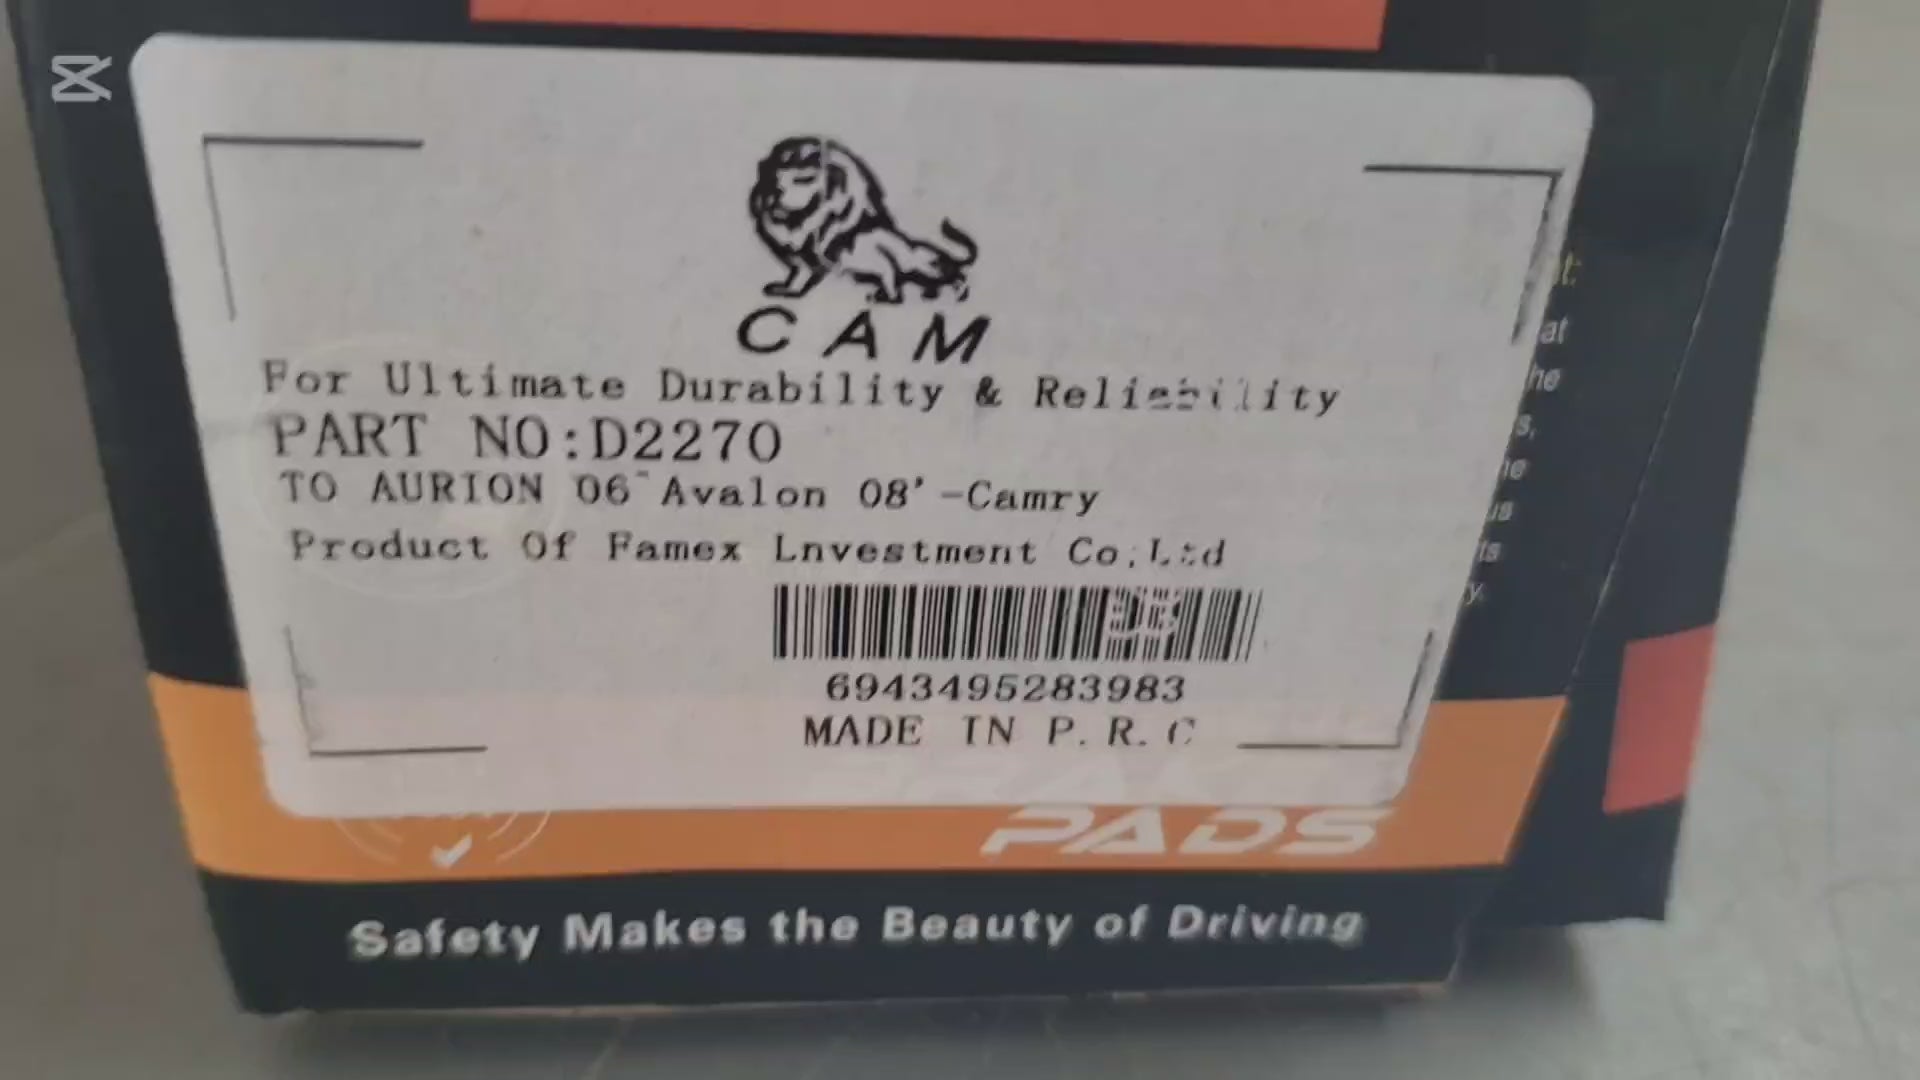 CAM
For Ultimate Durability & Reliability
PART NO:D2270
TO AURION 06~Avalon 08'-Camry
Product Of Famex Lnvestment Co,Ltd
6943495283983
MADE IN P.R.C
PADS
Safety Makes the Beauty of Driving